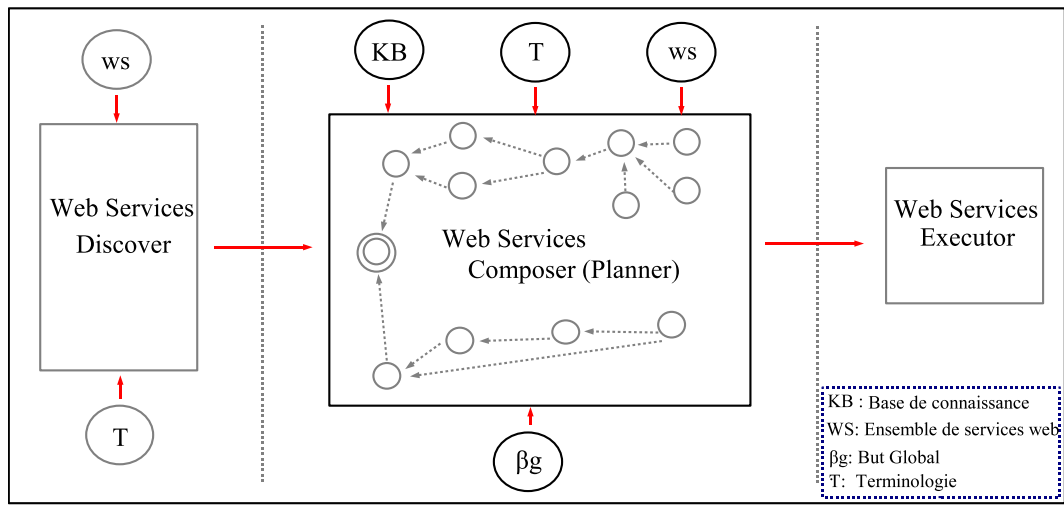 ws
KB
T
ws
Web Services
Discover
Web Services
Composer (Planner)
Web Services
Executor
T
βg
KB : Base de connaissance
WS: Ensemble de services web
βg: But Global
T: Terminologie